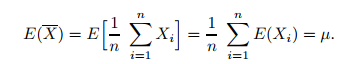 E(X̅) = E[1/n ∑_{i=1}^{n} X_i] = 1/n ∑_{i=1}^{n} E(X_i) = μ.